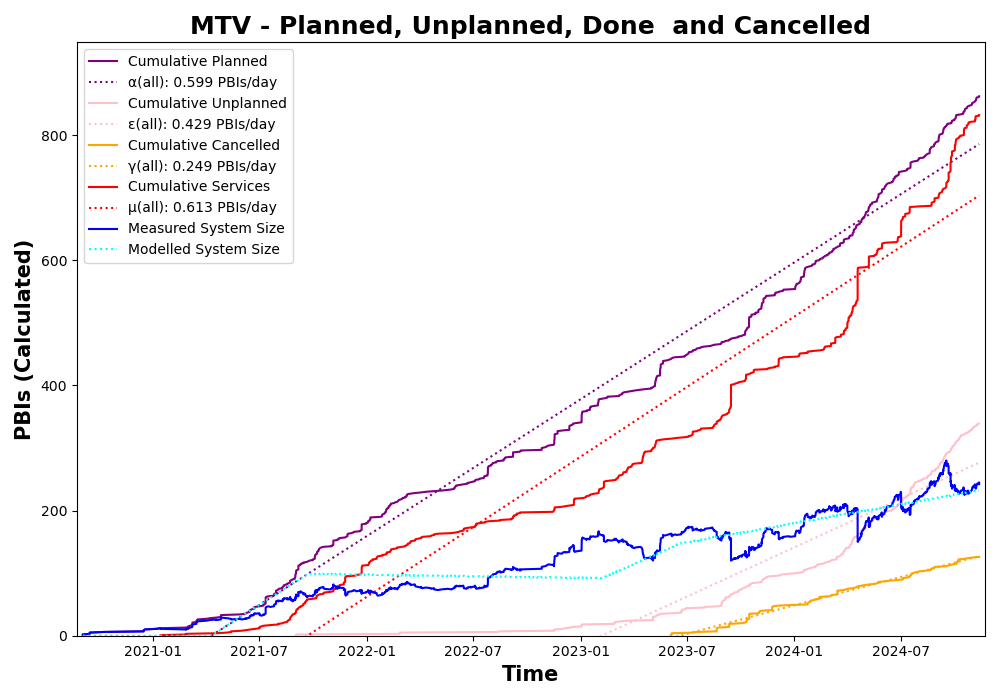 MTV - Planned, Unplanned, Done  and Cancelled
Cumulative Planned
α(all): 0.599 PBIs/day
Cumulative Unplanned
ε(all): 0.429 PBIs/day
Cumulative Cancelled
γ(all): 0.249 PBIs/day
Cumulative Services
μ(all): 0.613 PBIs/day
Measured System Size
Modelled System Size
PBIs (Calculated)
800
600
400
200
0
2021-01 2021-07 2022-01 2022-07 2023-01 2023-07 2024-01 2024-07
Time